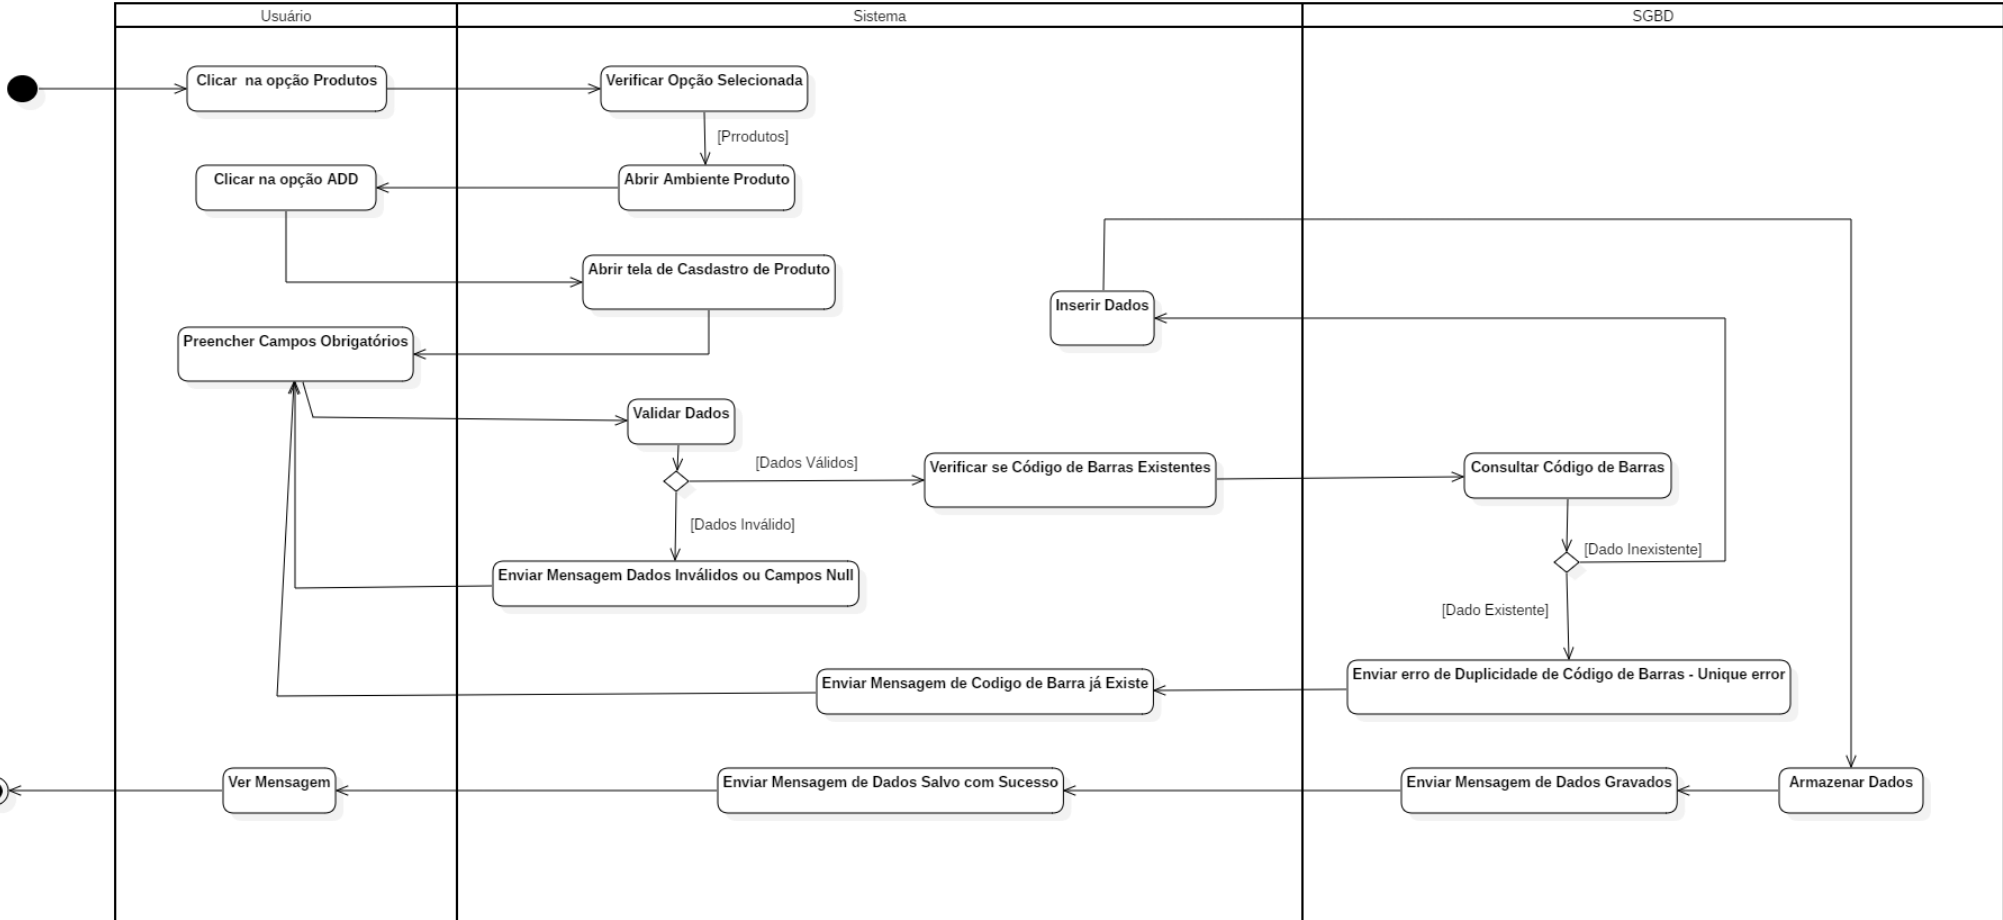 Usuário
Sistema
SGBD
Clicar na opção Produtos
Verificar Opção Selecionada
[Prrodutos]
Clicar na opção ADD
Abrir Ambiente Produto
Abrir tela de Casdastro de Produto
Inserir Dados
Preencher Campos Obrigatórios
Validar Dados
[Dados Válidos]
Verificar se Código de Barras Existentes
Consultar Código de Barras
[Dados Inválido]
[Dado Inexistente]
Enviar Mensagem Dados Inválidos ou Campos Null
[Dado Existente]
Enviar Mensagem de Codigo de Barra já Existe
Enviar erro de Duplicidade de Código de Barras - Unique error
Ver Mensagem
Enviar Mensagem de Dados Salvo com Sucesso
Enviar Mensagem de Dados Gravados
Armazenar Dados